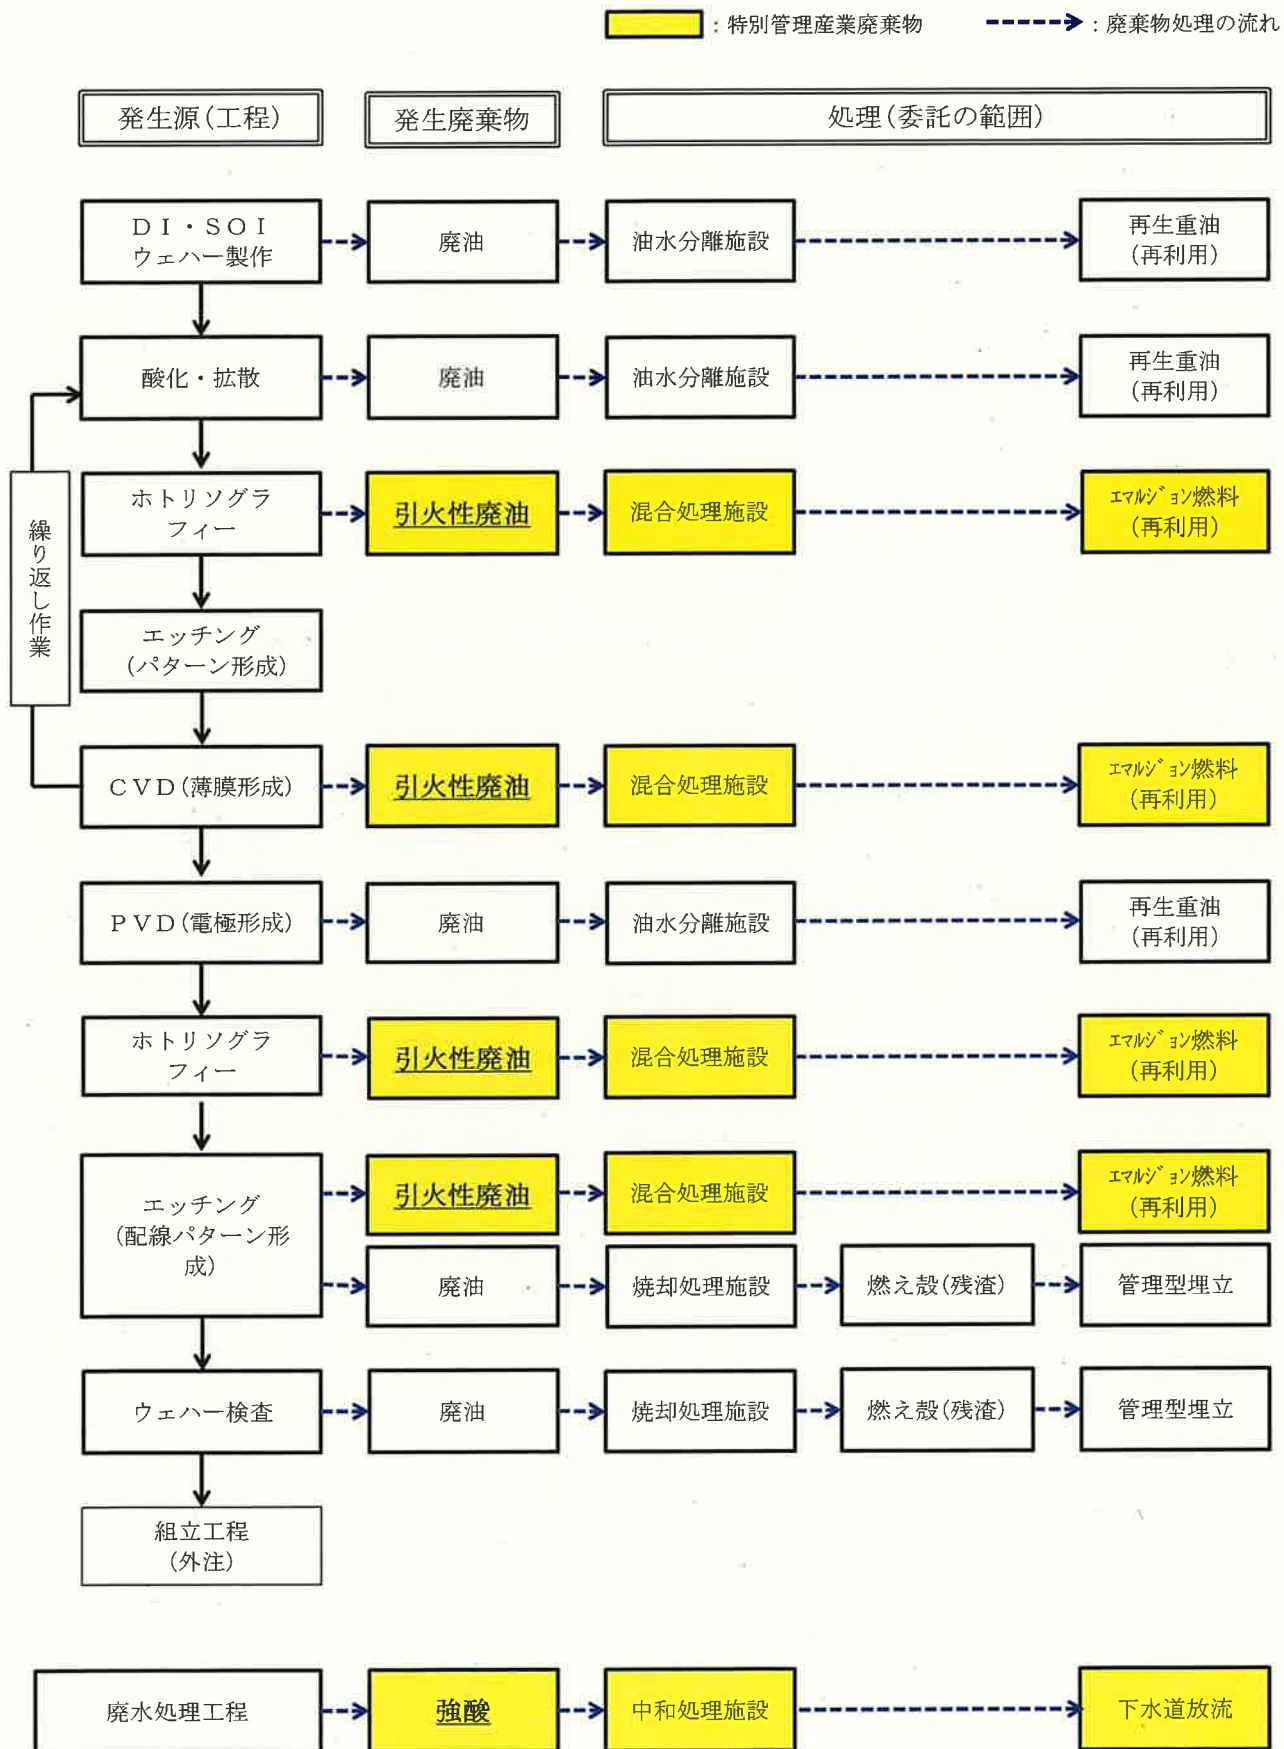 ：特別管理産業廃棄物
：廃棄物処理の流れ
発生源(工程)
発生廃棄物
処理(委託の範囲)
ＤＩ・ＳＯＩ
ウェハー製作
廃油
油水分離施設
再生重油
(再利用)
酸化・拡散
廃油
油水分離施設
再生重油
(再利用)
繰り返し作業
ホトリソグラ
フィー
引火性廃油
混合処理施設
ｴﾏﾙｼﾞｮﾝ燃料
(再利用)
エッチング
(パターン形成)
ＣＶＤ(薄膜形成)
引火性廃油
混合処理施設
ｴﾏﾙｼﾞｮﾝ燃料
(再利用)
ＰＶＤ(電極形成)
廃油
油水分離施設
再生重油
(再利用)
ホトリソグラ
フィー
引火性廃油
混合処理施設
ｴﾏﾙｼﾞｮﾝ燃料
(再利用)
エッチング
(配線パターン形
成)
引火性廃油
混合処理施設
ｴﾏﾙｼﾞｮﾝ燃料
(再利用)
廃油
焼却処理施設
燃え殻(残渣)
管理型埋立
ウェハー検査
廃油
焼却処理施設
燃え殻(残渣)
管理型埋立
組立工程
(外注)
廃水処理工程
強酸
中和処理施設
下水道放流